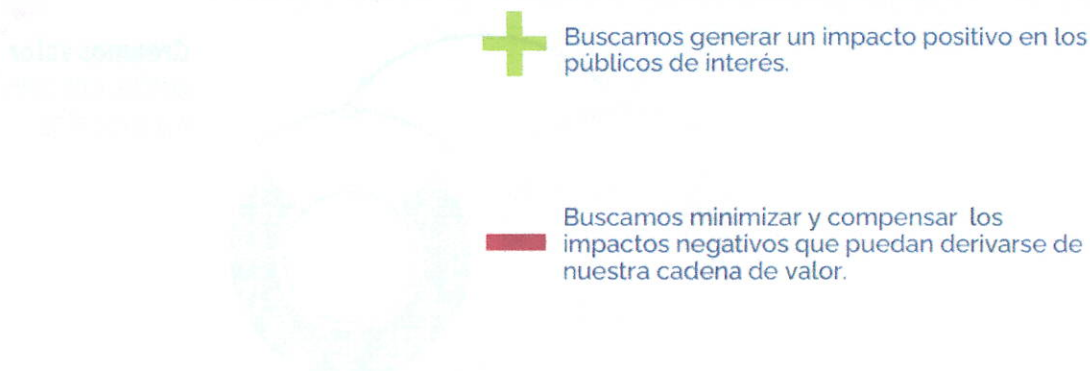 Buscamos generar un impacto positivo en los
públicos de interés.
Buscamos minimizar y compensar los
impactos negativos que puedan derivarse de
nuestra cadena de valor.